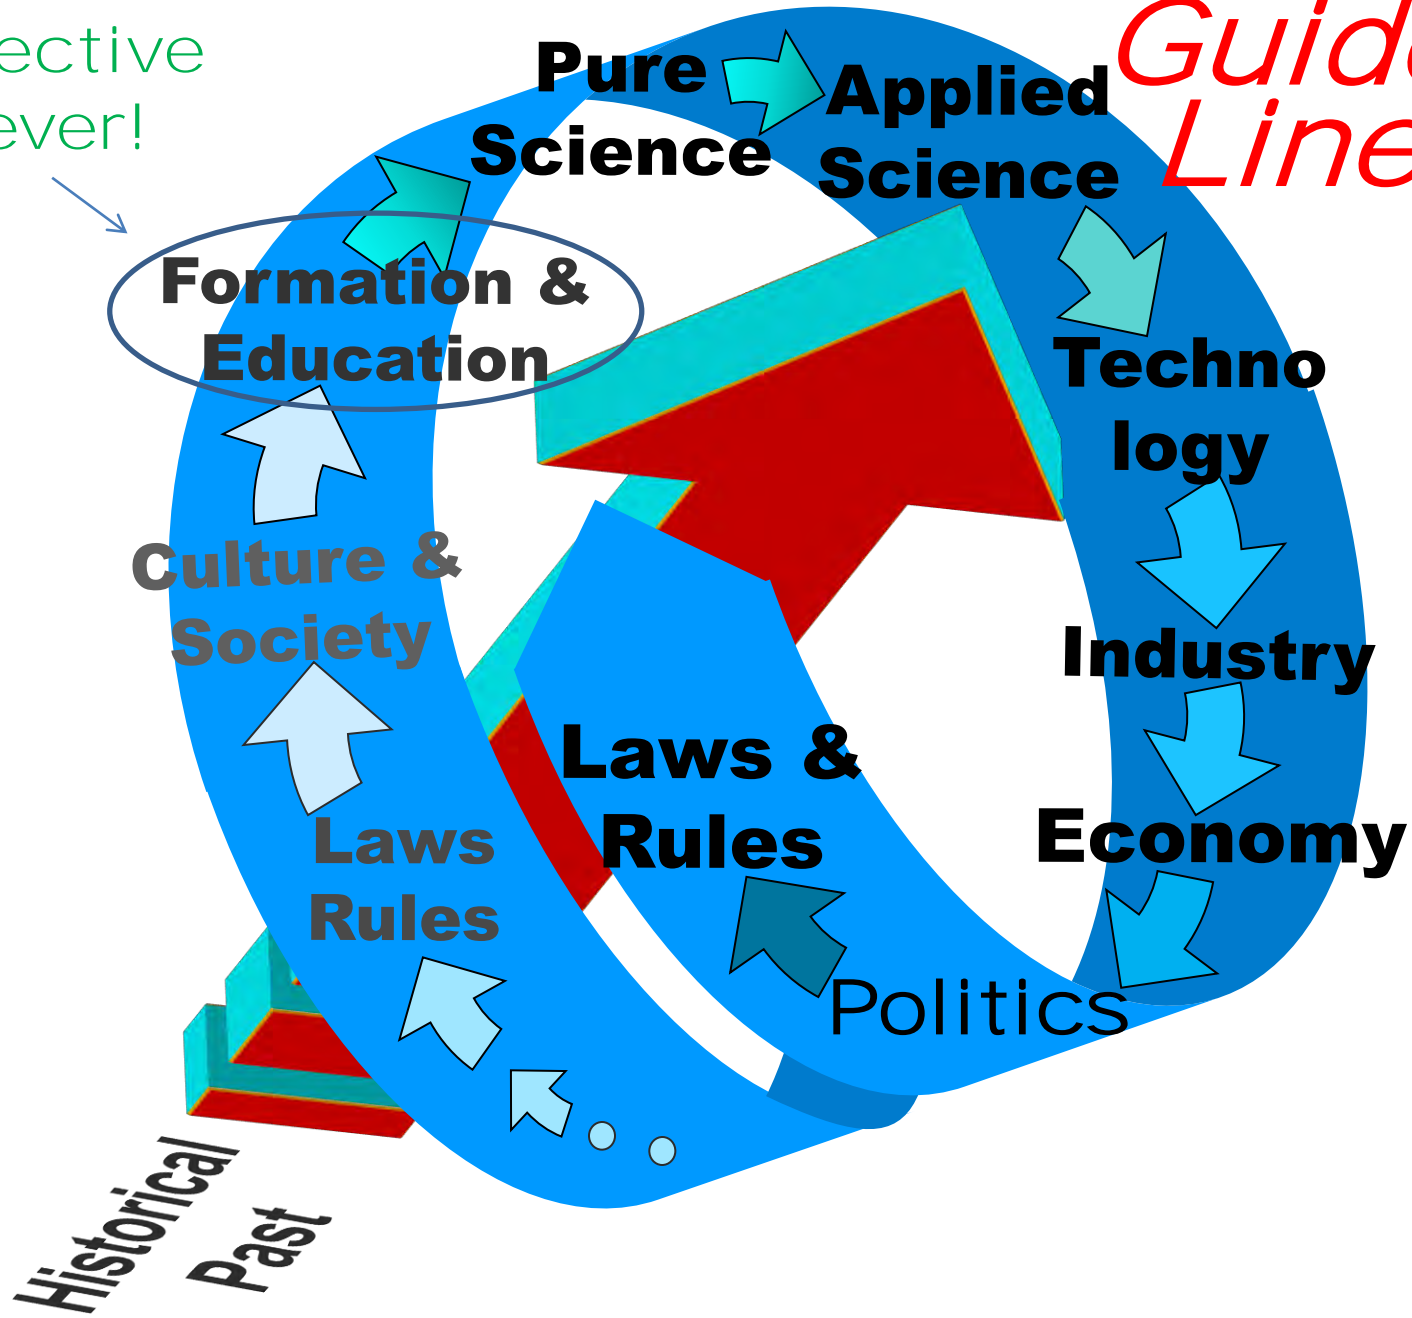 ective
ever!
Guide
Line
Pure
Science
Applied
Science
Formation &
Education
Techno
logy
Culture &
Society
Industry
Laws &
Rules
Economy
Laws
Rules
Politics
Historical
Past